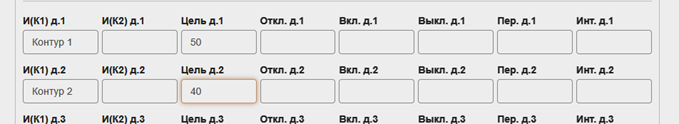 И(К1) д.1 И(К2) д.1 Цель д.1 Откл. д.1 Вкл. д.1 Выкл. д.1 Пер. д.1 Инт. д.1
Контур 1 50
И(К1) д.2 И(К2) д.2 Цель д.2 Откл. д.2 Вкл. д.2 Выкл. д.2 Пер. д.2 Инт. д.2
Контур 2 40
И(К1) д.3 И(К2) д.3 Цель д.3 Откл. д.3 Вкл. д.3 Выкл. д.3 Пер. д.3 Инт. д.3